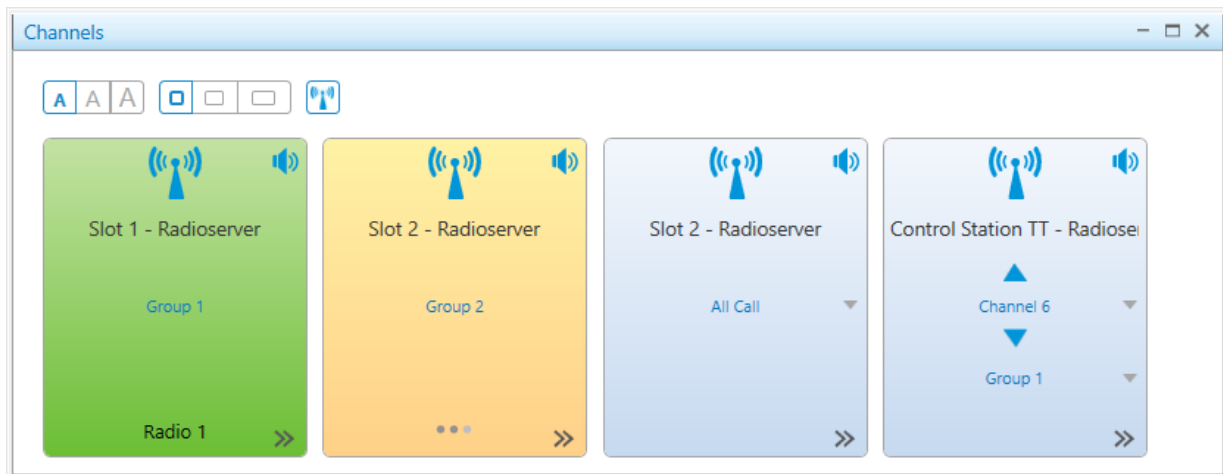 Channels
A A A
Slot 1 - Radioserver
Group 1
Radio 1
Slot 2 - Radioserver
Group 2
Slot 2 - Radioserver
All Call
Control Station TT - Radioser
Channel 6
Group 1